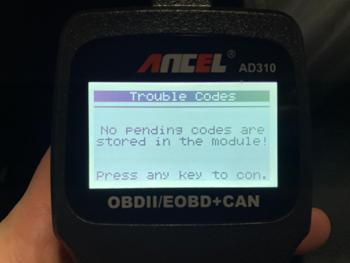 ANCEL® AD310
Trouble Codes
No pending codes are
stored in the module!
Press any key to con.
OBDII/EOBD+CAN